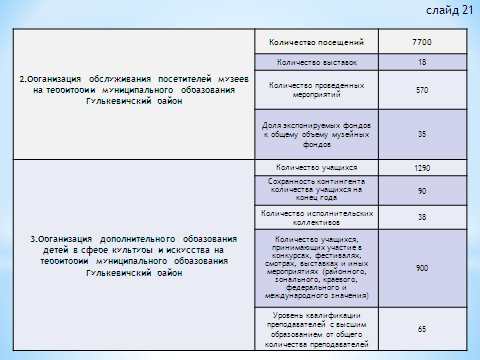 слайд 21
2.Организация обслуживания посетителей музеев
на территории муниципального образования
Гулькевичский район
Количество посещений
7700
Количество выставок
18
Количество проведенных
мероприятий
570
Доля экспонируемых фондов
к общему объему музейных
фондов
35
3.Организация дополнительного образования
детей в сфере культуры и искусства на
территории муниципального образования
Гулькевичский район
Количество учащихся
1290
Сохранность контингента
количества учащихся на
конец года
90
Количество исполнительских
коллективов
38
Количество учащихся,
принимающих участие в
конкурсах, фестивалях,
смотрах, выставках и иных
мероприятиях (районного,
зонального, краевого,
федерального и
международного значения)
900
Уровень квалификации
преподавателей с высшим
образованием от общего
количества преподавателей
65